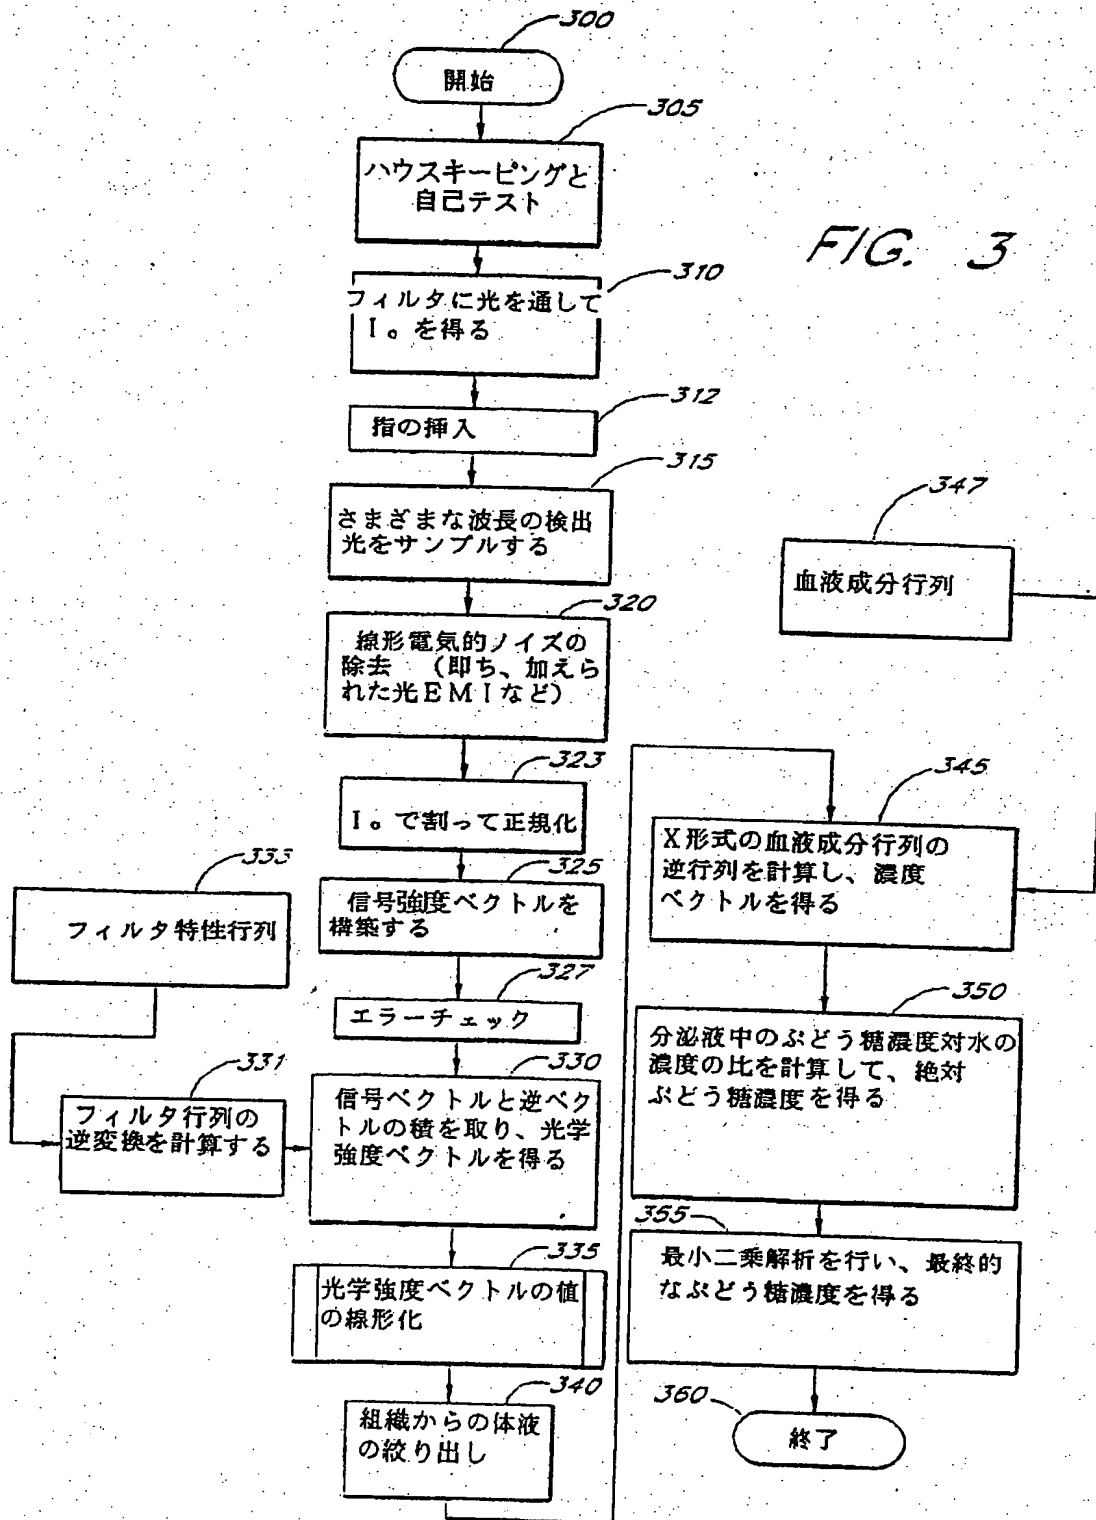 300
開始
305
ハウスキーピングと
自己テスト
FIG. 3
310
フィルタに光を通して
I。を得る
312
指の挿入
315
さまざまな波長の検出
光をサンプルする
320
線形電気的ノイズの
除去 (即ち、加えら
れた光EMIなど)
323
I。で割って正規化
325
信号強度ベクトルを
構築する
327
エラーチェック
333
フィルタ特性行列
331
フィルタ行列の
逆変換を計算する
330
信号ベクトルと逆ベク
トルの積を取り、光学
強度ベクトルを得る
335
光学強度ベクトルの値
の線形化
340
組織からの体液
の絞り出し
347
血液成分行列
345
X形式の血液成分行列の
逆行列を計算し、濃度
ベクトルを得る
350
分泌液中のぶどう糖濃度対水の
濃度の比を計算して、絶対
ぶどう糖濃度を得る
355
最小二乗解析を行い、最終的
なぶどう糖濃度を得る
360
終了